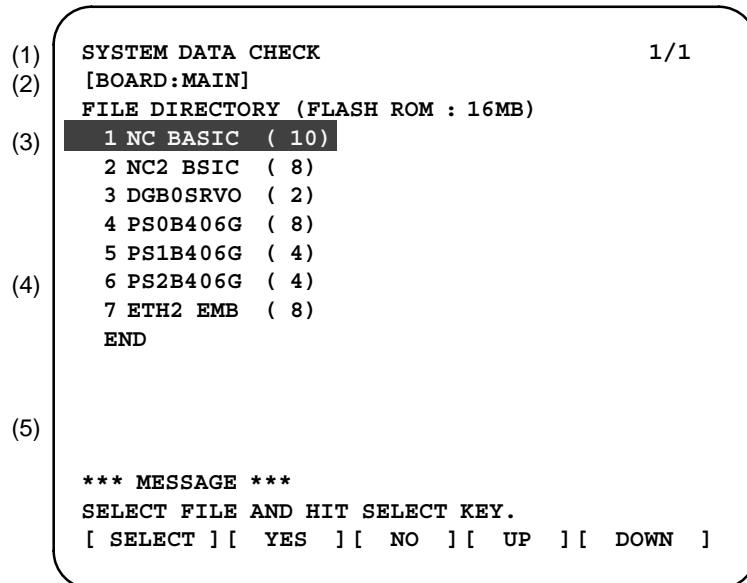 (1) SYSTEM DATA CHECK 1/1
(2) [BOARD:MAIN]
FILE DIRECTORY (FLASH ROM : 16MB)
(3) 1 NC BASIC ( 10)
2 NC2 BSIC ( 8)
3 DGB0SRVO ( 2)
4 PS0B406G ( 8)
5 PS1B406G ( 4)
(4) 6 PS2B406G ( 4)
7 ETH2 EMB ( 8)
END
(5)
*** MESSAGE ***
SELECT FILE AND HIT SELECT KEY.
[ SELECT ][ YES ][ NO ][ UP ][ DOWN ]